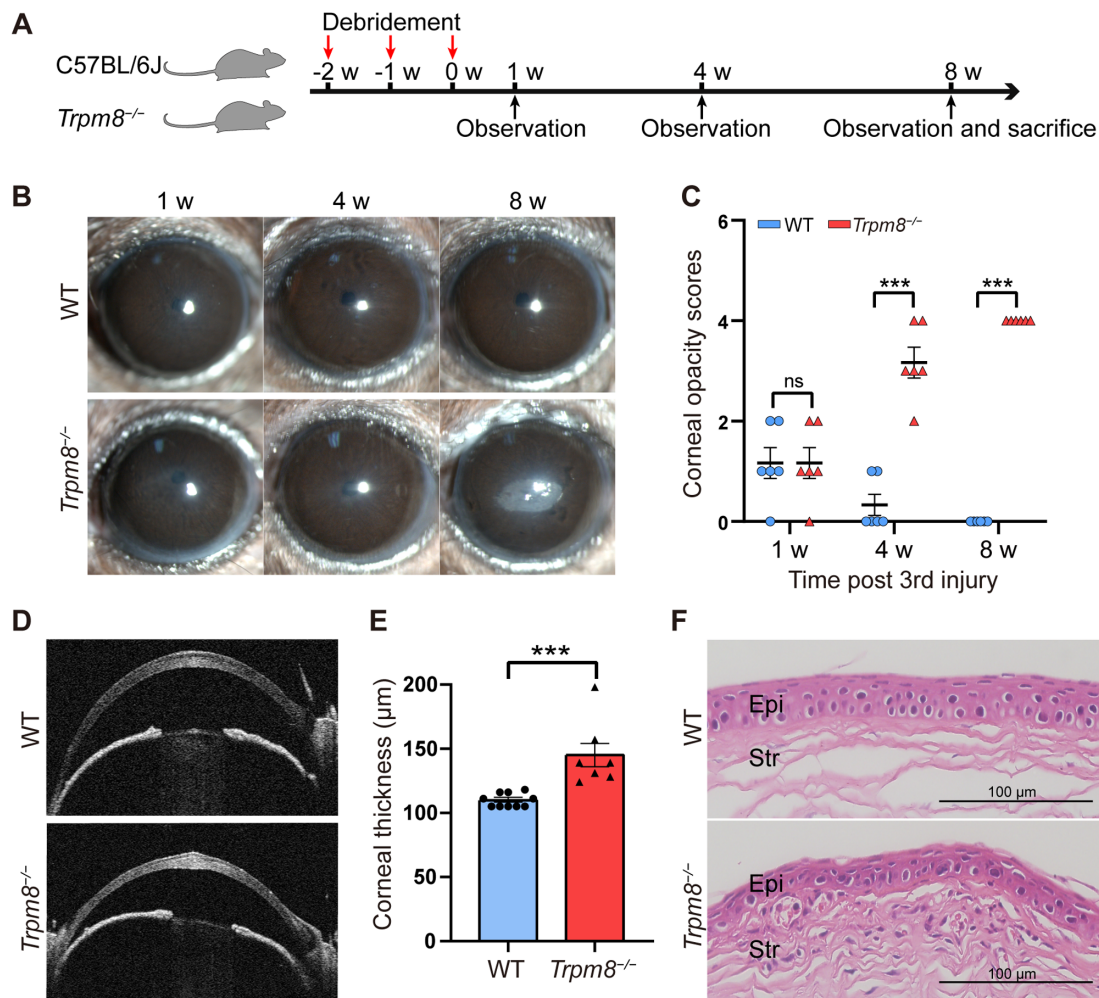 A
Debridement
C57BL/6J
-2 w -1 w 0 w 1 w 4 w 8 w
Trpm8⁻/⁻
Observation Observation Observation and sacrifice
B
1 w 4 w 8 w
WT
Trpm8⁻/⁻
C
WT Trpm8⁻/⁻
Corneal opacity scores
6
4
2
0
ns
***
***
1 w 4 w 8 w
Time post 3rd injury
D
WT
Trpm8⁻/⁻
E
***
Corneal thickness (µm)
200
150
100
50
0
WT Trpm8⁻/⁻
F
WT
Epi
Str
100 µm
Trpm8⁻/⁻
Epi
Str
100 µm